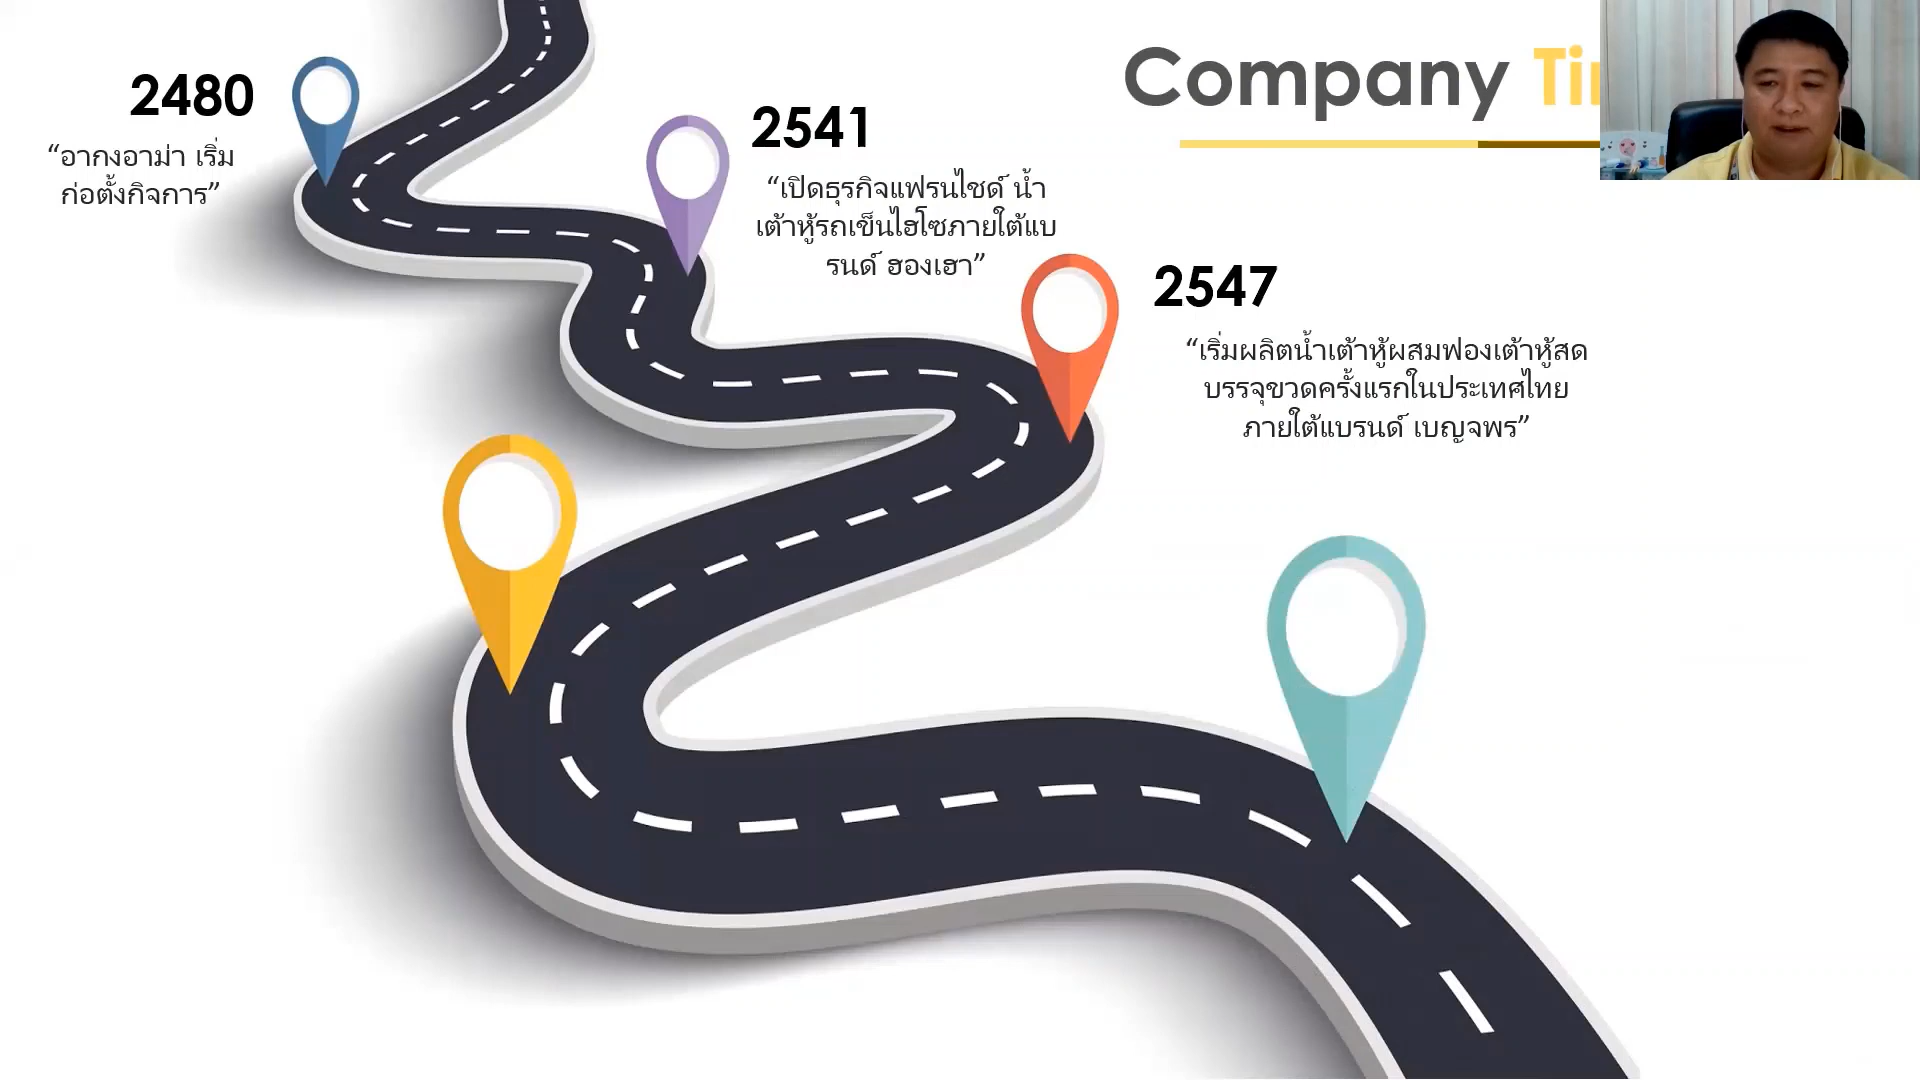 Company
2480
“อากงอาม่า เริ่ม
ก่อตั้งกิจการ”
2541
“เปิดธุรกิจแฟรนไชด์ น้ำ
เต้าหู้รถเข็นไฮโซภายใต้แบ
รนด์ ฮองเฮา”
2547
“เริ่มผลิตน้ำเต้าหู้ผสมฟองเต้าหู้สด
บรรจุขวดครั้งแรกในประเทศไทย
ภายใต้แบรนด์ เบญจพร”